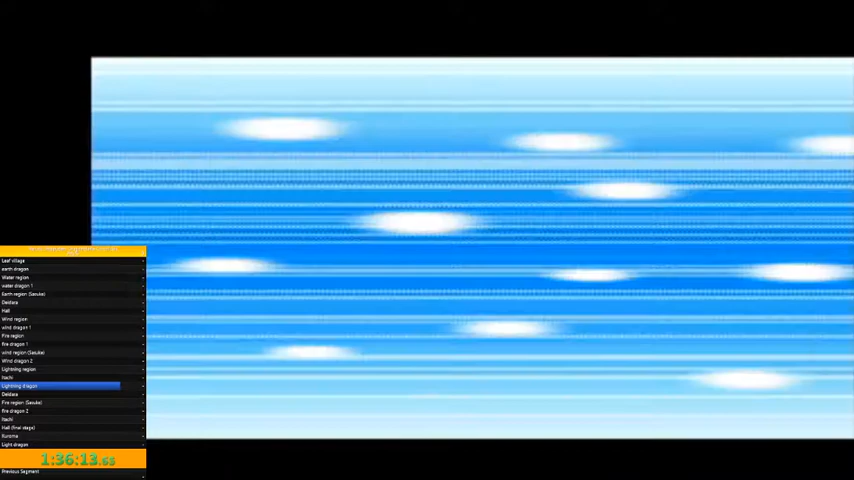 Leaf village
earth dragon
Water region
water dragon 1
Earth region (Sasuke)
Deidara
Hall
Wind region
wind dragon 1
Fire region
fire dragon 1
wind region (Sasuke)
Wind dragon 2
Lightning region
Itachi
Lightning dragon
Deidara
Fire region (Sasuke)
fire dragon 2
Itachi
Hall (final stage)
Kurama
Light dragon
1:36:13.65
Previous Segment